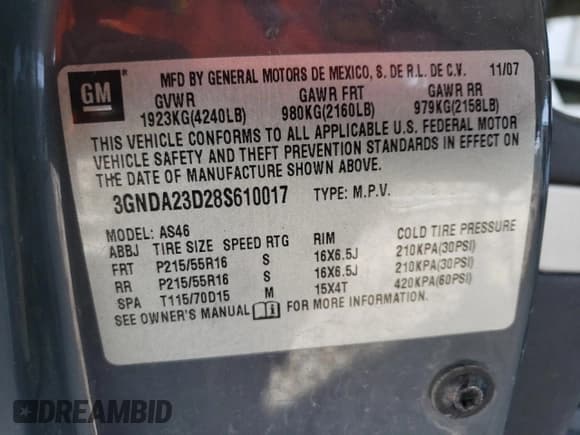 GM
MFD BY GENERAL MOTORS DE MEXICO, S. DE R.L. DE C.V. 11/07
GVWR GAWR FRT GAWR RR
1923KG(4240LB) 980KG(2160LB) 979KG(2158LB)
THIS VEHICLE CONFORMS TO ALL APPLICABLE U.S. FEDERAL MOTOR
VEHICLE SAFETY AND THEFT PREVENTION STANDARDS IN EFFECT ON
THE DATE OF MANUFACTURE SHOWN ABOVE.
3GNDA23D28S610017 TYPE: M.P.V.
MODEL: AS46
ABBJ TIRE SIZE SPEED RTG RIM COLD TIRE PRESSURE
FRT P215/55R16 S 16X6.5J 210KPA(30PSI)
RR P215/55R16 S 16X6.5J 210KPA(30PSI)
SPA T115/70D15 M 15X4T 420KPA(60PSI)
SEE OWNER'S MANUAL FOR MORE INFORMATION.
DREAMBID